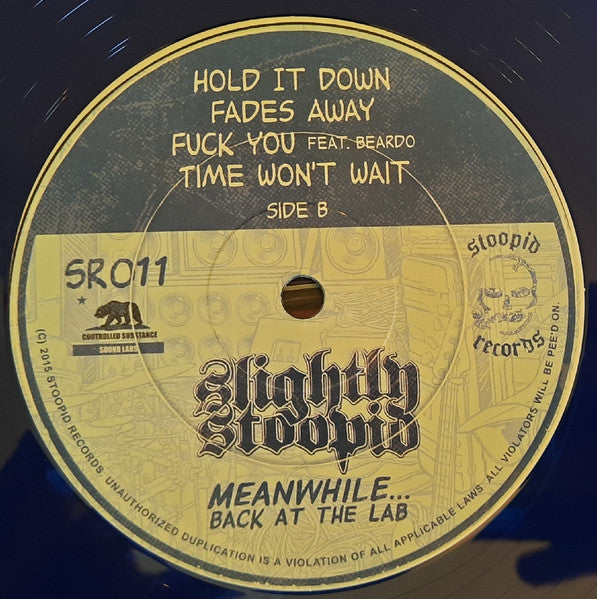 HOLD IT DOWN
FADES AWAY
FUCK YOU FEAT. BEARDO
TIME WON'T WAIT
SIDE B
SR011
CONTROLLED SUBSTANCE
SOUND LABS
stoopid
records
slightly
stoopid
MEANWHILE...
BACK AT THE LAB
(C) 2015 STOOPID RECORDS. UNAUTHORIZED DUPLICATION IS A VIOLATION OF ALL APPLICABLE LAWS. ALL VIOLATORS WILL BE PEE'D ON.